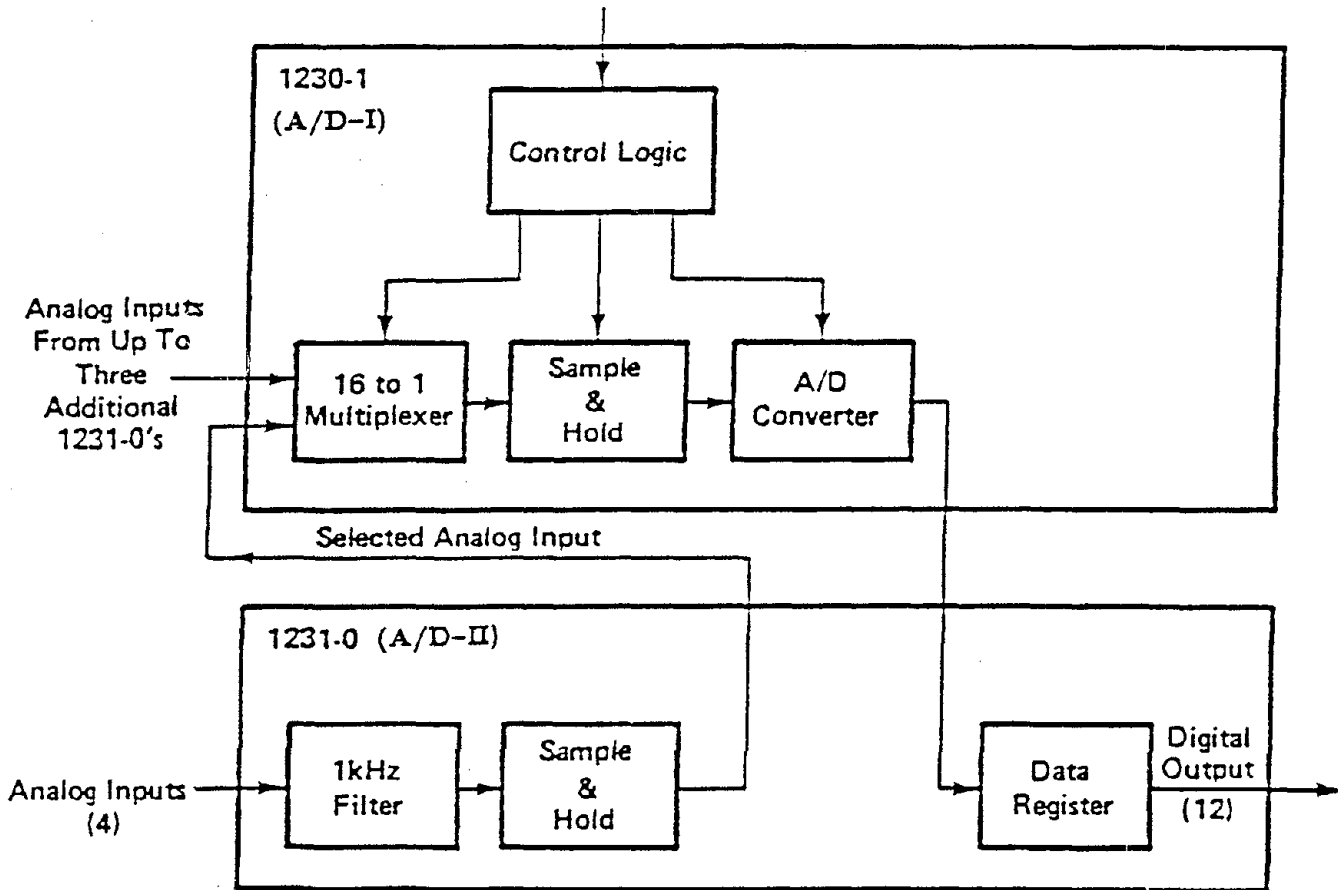 1230-1
(A/D-I)
Control Logic
Analog Inputs
From Up To
Three
Additional
1231-0's
16 to 1
Multiplexer
Sample
&
Hold
A/D
Converter
Selected Analog Input
1231-0 (A/D-II)
Analog Inputs
(4)
1kHz
Filter
Sample
&
Hold
Data
Register
Digital
Output
(12)